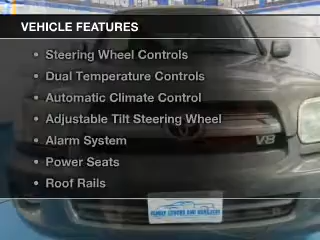 VEHICLE FEATURES
• Steering Wheel Controls
• Dual Temperature Controls
• Automatic Climate Control
• Adjustable Tilt Steering Wheel
• Alarm System
• Power Seats
• Roof Rails
V8